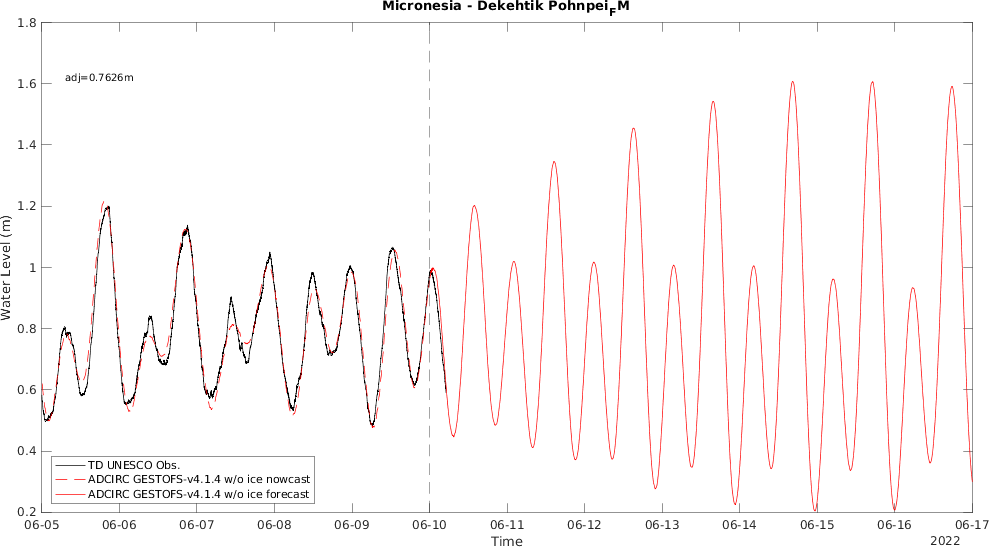 Micronesia - Dekehtik Pohnpei_FM
1.8
1.6
1.4
1.2
1
0.8
0.6
0.4
0.2
Water Level (m)
adj=0.7626m
TD UNESCO Obs.
ADCIRC GESTOFS-v4.1.4 w/o ice nowcast
ADCIRC GESTOFS-v4.1.4 w/o ice forecast
06-05 06-06 06-07 06-08 06-09 06-10 06-11 06-12 06-13 06-14 06-15 06-16 06-17
Time
2022